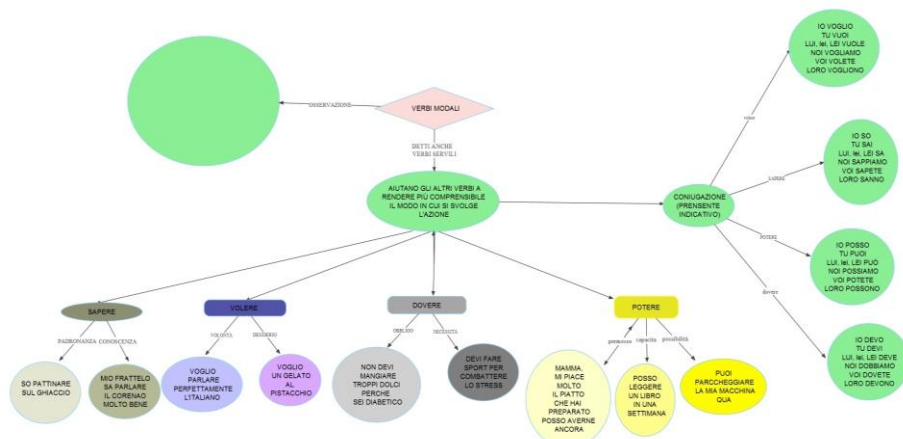 OSSERVAZIONE
VERBI MODALI
DETTI ANCHE
VERBI SERVILI
AIUTANO GLI ALTRI VERBI A
RENDERE PIÙ COMPRENSIBILE
IL MODO IN CUI SI SVOLGE
L'AZIONE
CONIUGAZIONE
(PRENSENTE
INDICATIVO)
IO VOGLIO
TU VUOI
LUI, lei, LEI VUOLE
NOI VOGLIAMO
VOI VOLETE
LORO VOGLIONO
SAPERE
IO SO
TU SAI
LUI, lei, LEI SA
NOI SAPPIAMO
VOI SAPETE
LORO SANNO
POTERE
IO POSSO
TU PUOI
LUI, lei, LEI PUÒ
NOI POSSIAMO
VOI POTETE
LORO POSSONO
dovere
IO DEVO
TU DEVI
LUI, lei, LEI DEVE
NOI DOBBIAMO
VOI DOVETE
LORO DEVONO
SAPERE
PADRONANZA
CONOSCENZA
SO PATTINARE
SUL GHIACCIO
MIO FRATTELO
SA PARLARE
IL CORENAO
MOLTO BENE
VOLERE
VOLONTÀ
DESIDERIO
VOGLIO
PARLARE
PERFETTAMENTE
L'ITALIANO
VOGLIO
UN GELATO
AL
PISTACCHIO
DOVERE
OBBLIGO
NECESSITÀ
NON DEVI
MANGIARE
TROPPI DOLCI
PERCHE
SEI DIABETICO
DEVI FARE
SPORT PER
COMBATTERE
LO STRESS
POTERE
permesso
capacita
possibilità
MAMMA,
MI PIACE
MOLTO
IL PIATTO
CHE HAI
PREPARATO
POSSO AVERNE
ANCORA
POSSO
LEGGERE
UN LIBRO
IN UNA
SETTIMANA
PUOI
PARCCHEGGIARE
LA MIA MACCHINA
QUA